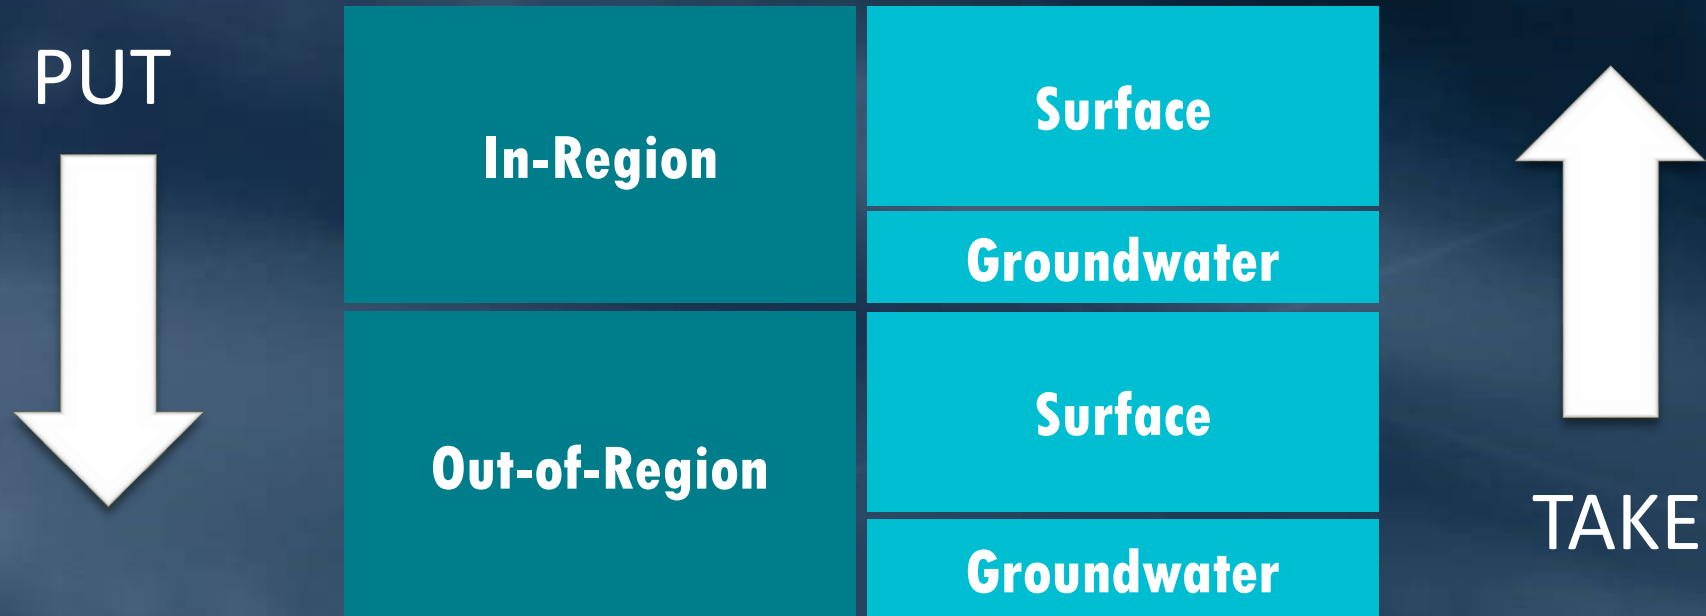 PUT
In-Region
Surface
Groundwater
Out-of-Region
Surface
Groundwater
TAKE